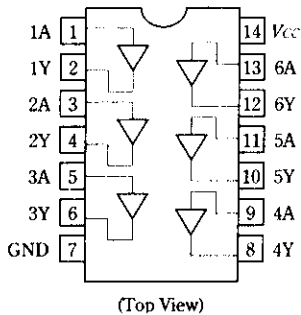 1A 1 14 Vcc
1Y 2 13 6A
2A 3 12 6Y
2Y 4 11 5A
3A 5 10 5Y
3Y 6 9 4A
GND 7 8 4Y
(Top View)